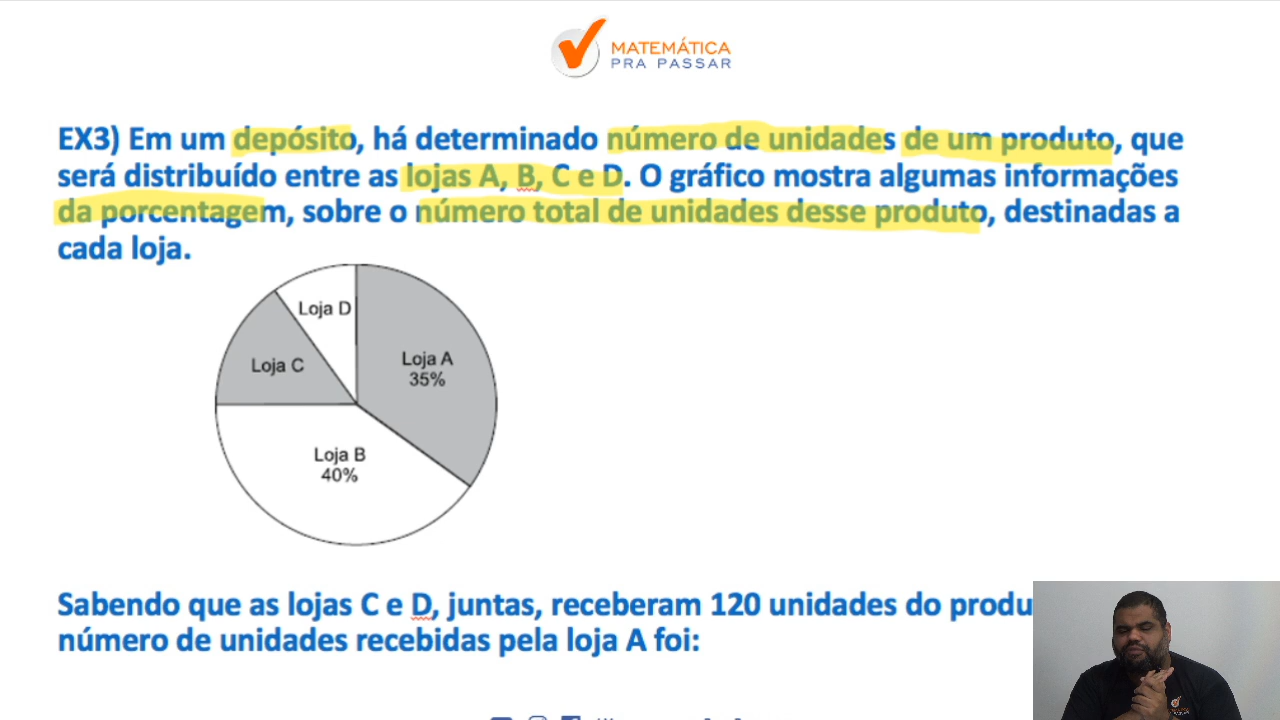 MATEMÁTICA
PRA PASSAR
EX3) Em um depósito, há determinado número de unidades de um produto, que
será distribuído entre as lojas A, B, C e D. O gráfico mostra algumas informações
da porcentagem, sobre o número total de unidades desse produto, destinadas a
cada loja.
Loja D
Loja A
35%
Loja C
Loja B
40%
Sabendo que as lojas C e D, juntas, receberam 120 unidades do
número de unidades recebidas pela loja A foi: